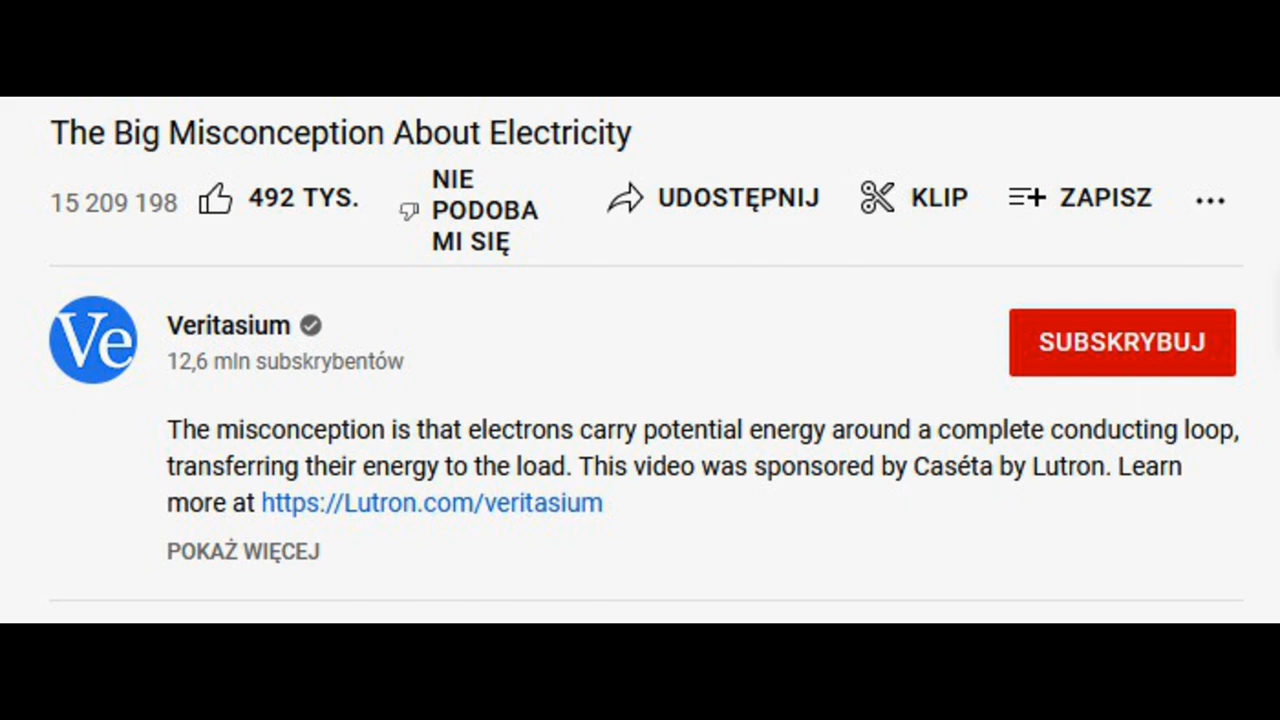 The Big Misconception About Electricity
15 209 198 492 TYS. NIE PODOBA MI SIĘ UDOSTĘPNIJ KLIP ZAPISZ ...
Ve
Veritasium
12,6 mln subskrybentów
SUBSKRYBUJ
The misconception is that electrons carry potential energy around a complete conducting loop,
transferring their energy to the load. This video was sponsored by Caséta by Lutron. Learn
more at https://Lutron.com/veritasium
POKAŻ WIĘCEJ